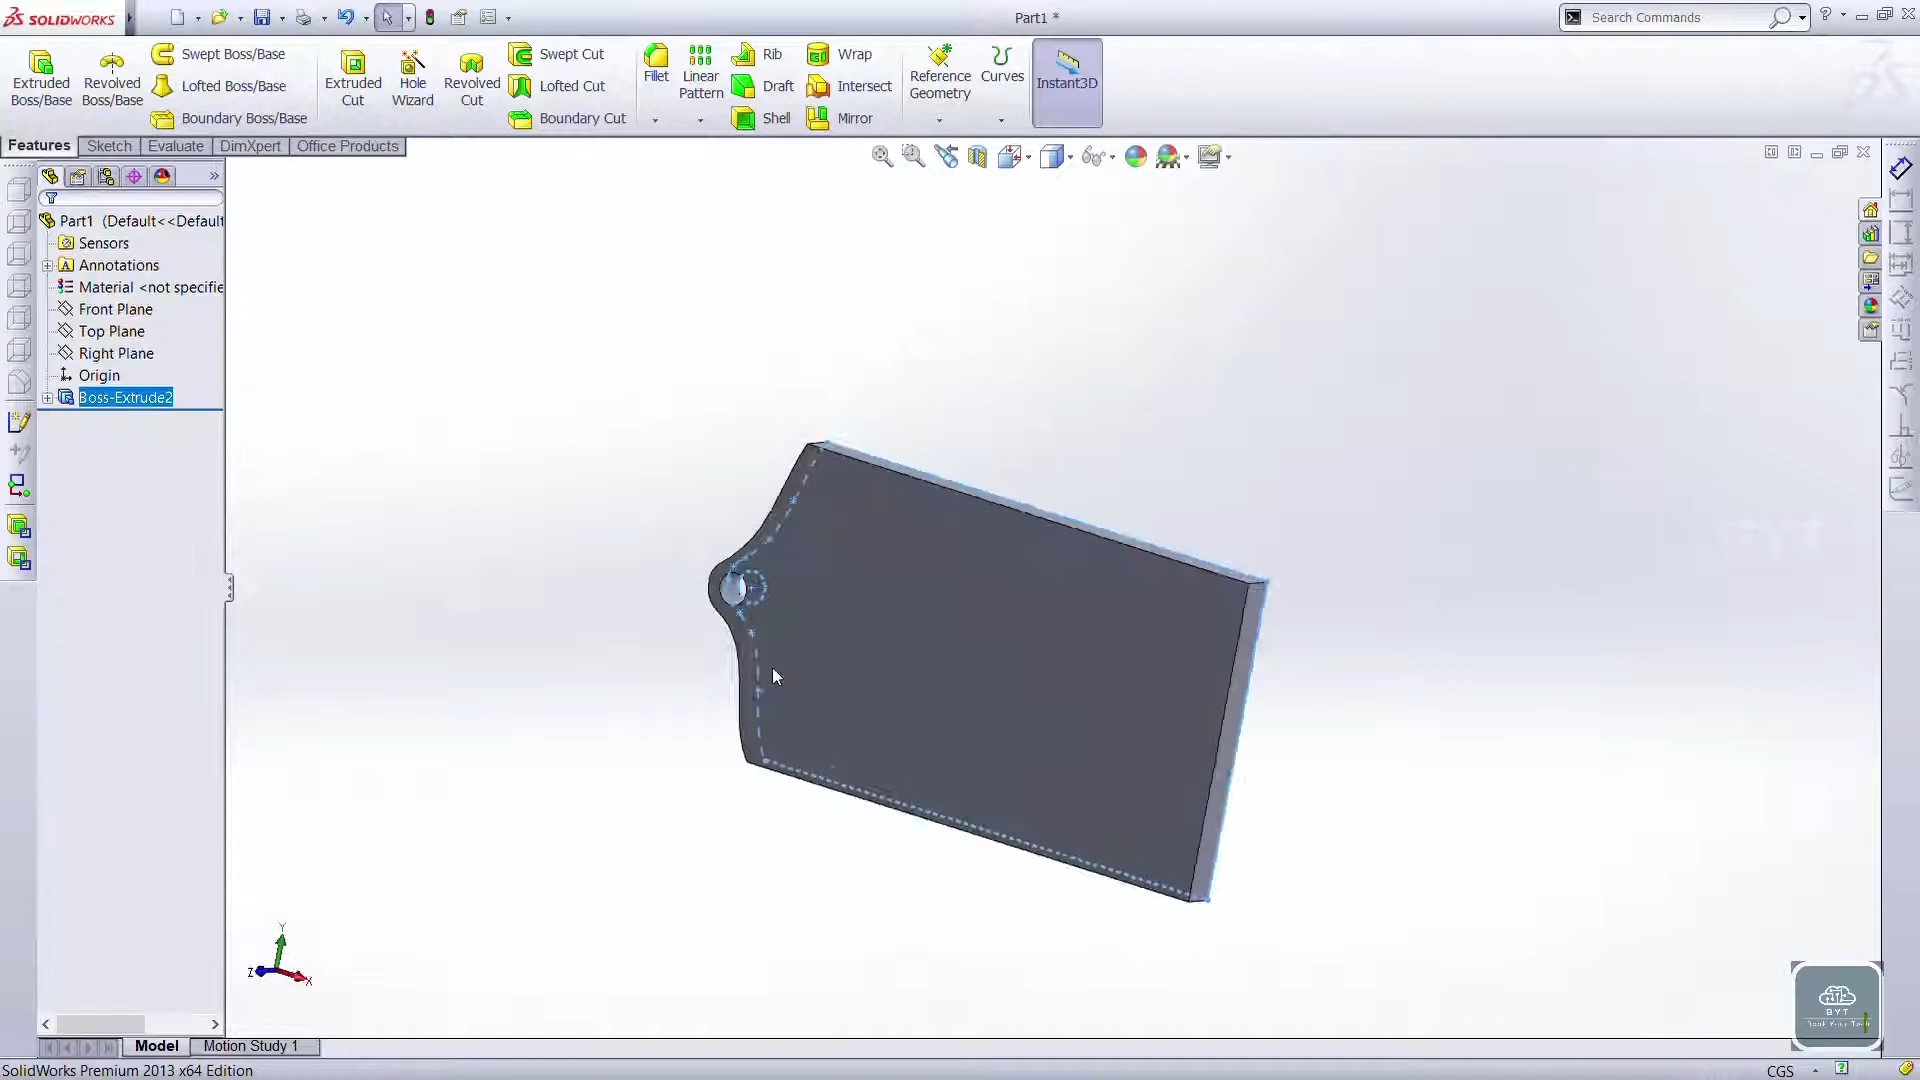 SOLIDWORKS
Part1 *
Search Commands
Extruded Boss/Base
Revolved Boss/Base
Swept Boss/Base
Lofted Boss/Base
Boundary Boss/Base
Extruded Cut
Hole Wizard
Revolved Cut
Swept Cut
Lofted Cut
Boundary Cut
Fillet
Linear Pattern
Rib
Draft
Shell
Wrap
Intersect
Mirror
Reference Geometry
Curves
Instant3D
Features
Sketch
Evaluate
DimXpert
Office Products
Part1 (Default<<Default
Sensors
Annotations
Material <not specifie
Front Plane
Top Plane
Right Plane
Origin
Boss-Extrude2
Y
Z
X
BYT
Model
Motion Study 1
SolidWorks Premium 2013 x64 Edition
CGS